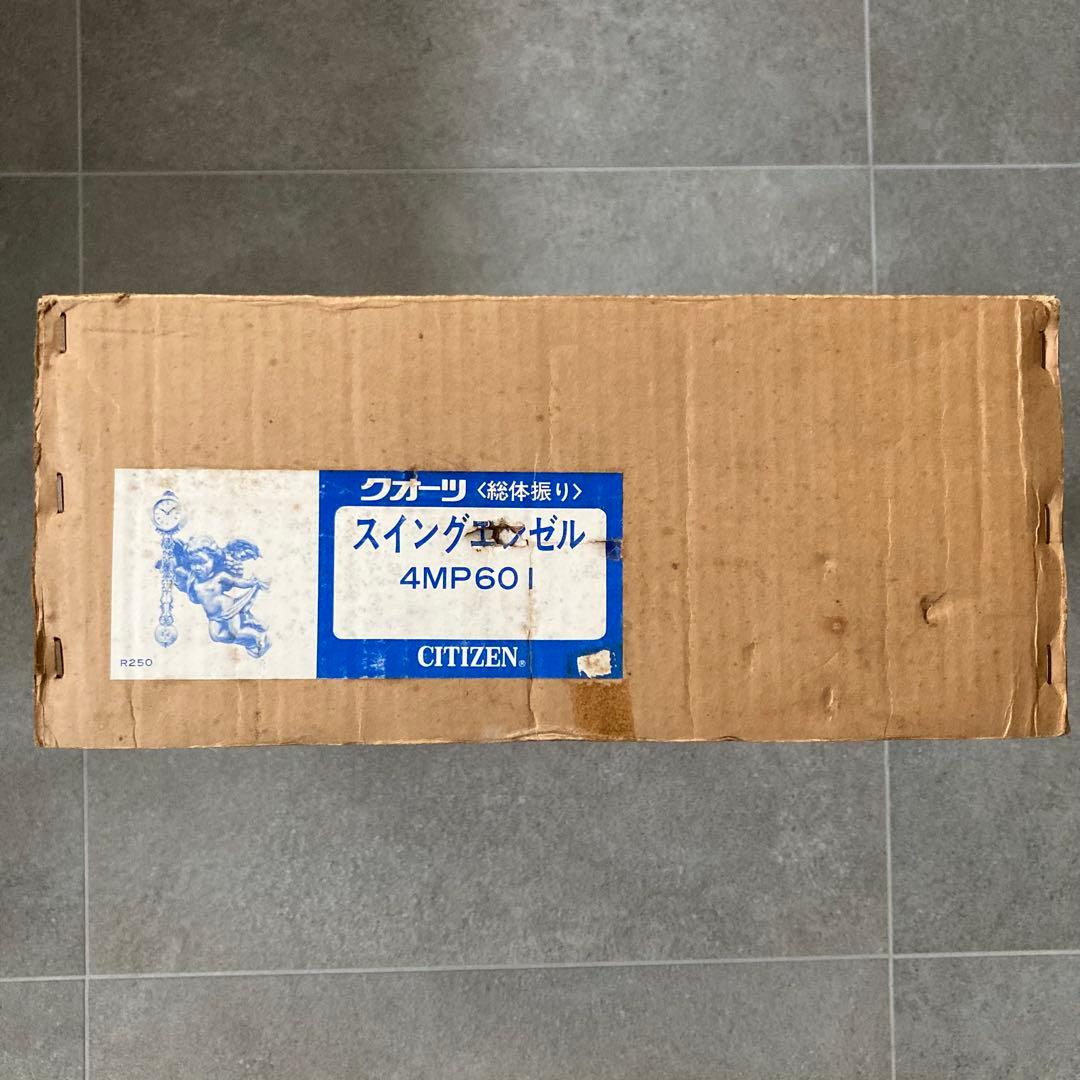 クオーツ〈総体振り〉
スイングエンゼル
4MP601
CITIZEN®
R250